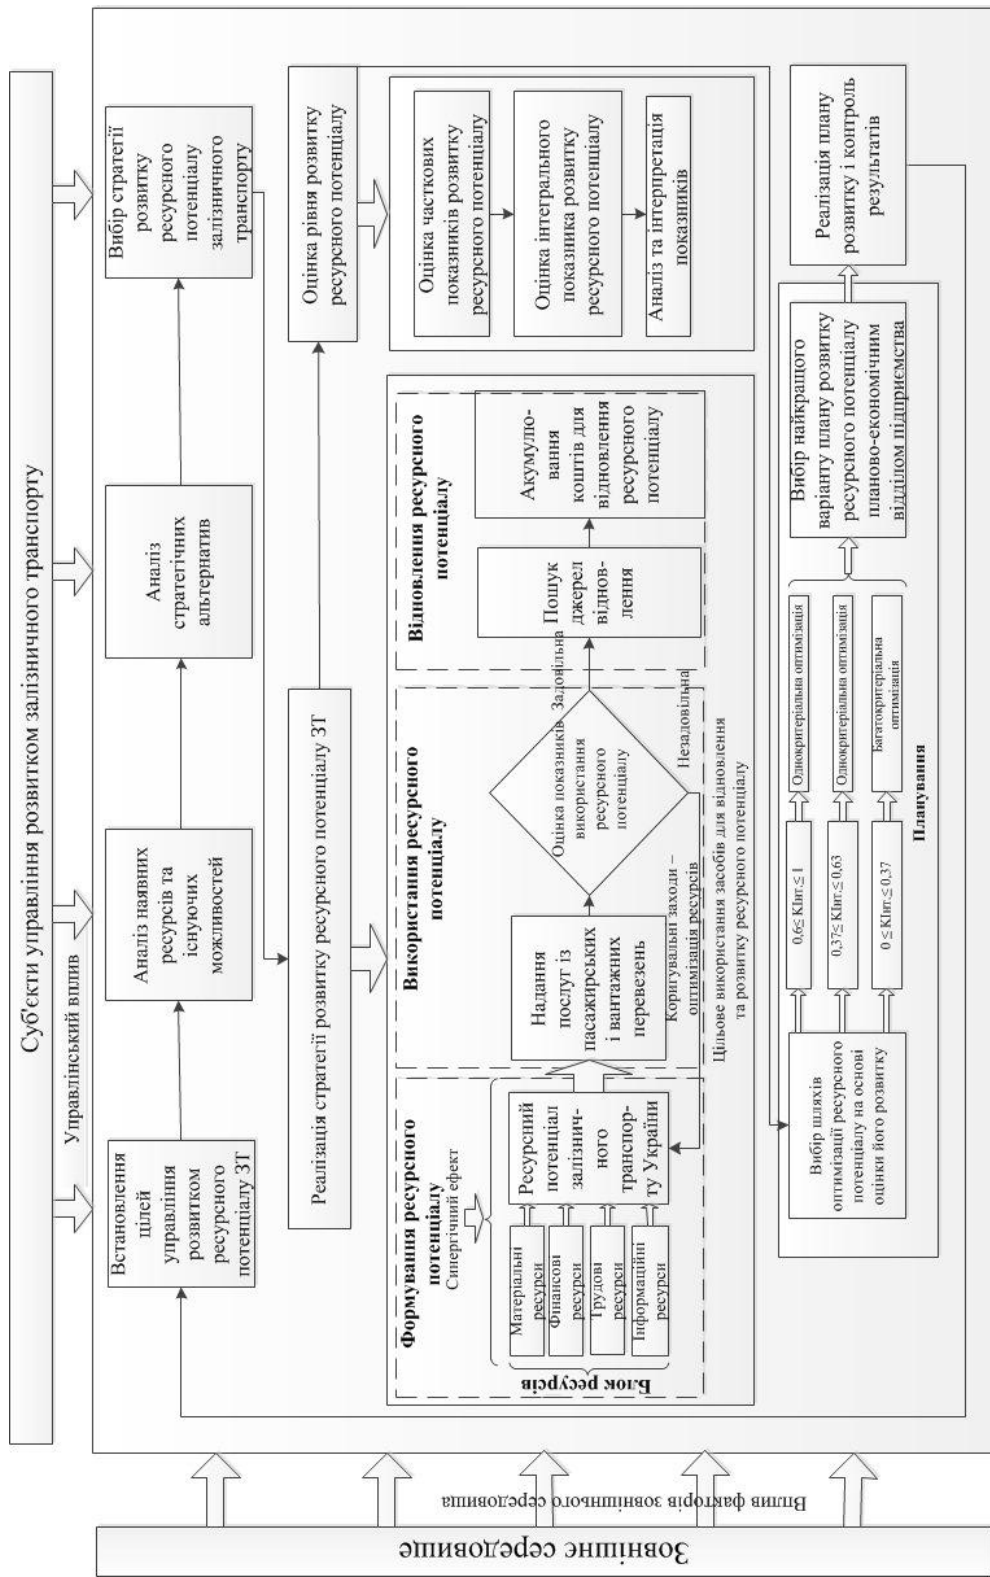 Суб'єкти управління розвитком залізничного транспорту
Управлінський вплив
Встановлення
цілей
управління
розвитком
ресурсного
потенціалу ЗТ
Аналіз наявних
ресурсів та
існуючих
можливостей
Аналіз
стратегічних
альтернатив
Вибір стратегії
розвитку
ресурсного
потенціалу
залізничного
транспорту
Реалізація стратегії розвитку ресурсного потенціалу ЗТ
Оцінка рівня розвитку
ресурсного потенціалу
Формування ресурсного
потенціалу
Синергічний ефект
Матеріальні
ресурси
Фінансові
ресурси
Трудові
ресурси
Інформаційні
ресурси
Блок ресурсів
Ресурсний
потенціал
залізнич-
ного
транспор-
ту України
Використання ресурсного
потенціалу
Надання
послуг із
пасажирських
і вантажних
перевезень
Оцінка показників
використання
ресурсного
потенціалу
Задовільна
Незадовільна
Коригувальні заходи –
оптимізація ресурсів
Відновлення ресурсного
потенціалу
Пошук
джерел
віднов-
лення
Акумулю-
вання
коштів для
відновлення
ресурсного
потенціалу
Цільове використання засобів для відновлення
та розвитку ресурсного потенціалу
Оцінка часткових
показників розвитку
ресурсного потенціалу
Оцінка інтегрального
показника розвитку
ресурсного потенціалу
Аналіз та інтерпретація
показників
Вибір шляхів
оптимізації ресурсного
потенціалу на основі
оцінки його розвитку
0,6≤ КІнт.≤ 1
0,37≤ КІнт.≤ 0,63
0 ≤ КІнт.≤ 0,37
Однокритеріальна оптимізація
Однокритеріальна оптимізація
Багатокритеріальна
оптимізація
Планування
Вибір найкращого
варіанту плану розвитку
ресурсного потенціалу
планово-економічним
відділом підприємства
Реалізація плану
розвитку і контроль
результатів
Вплив факторів зовнішнього середовища
Зовнішнє середовище